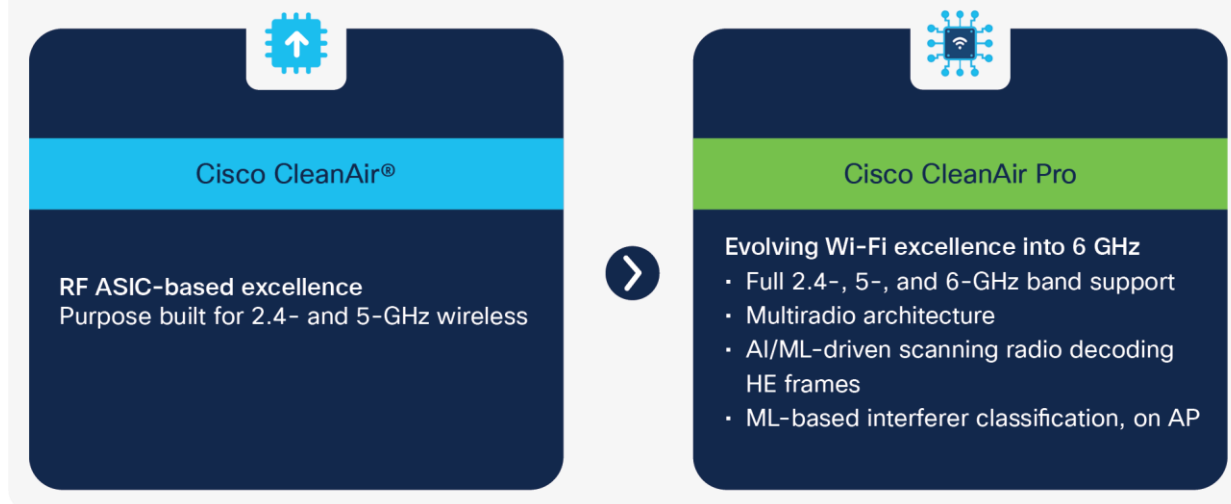 Cisco CleanAir®
RF ASIC-based excellence
Purpose built for 2.4- and 5-GHz wireless
Cisco CleanAir Pro
Evolving Wi-Fi excellence into 6 GHz
· Full 2.4-, 5-, and 6-GHz band support
· Multiradio architecture
· AI/ML-driven scanning radio decoding
HE frames
· ML-based interferer classification, on AP